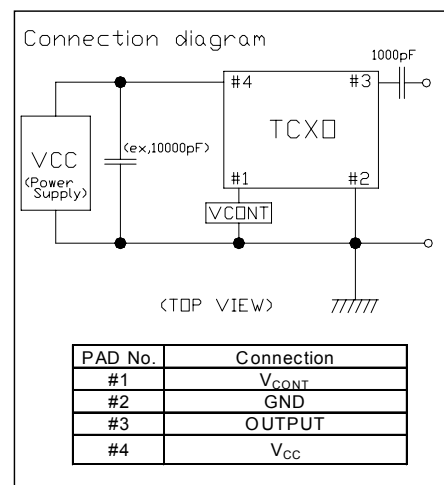 Connection diagram
1000pF
#4
#3
TCXO
VCC
(Power
Supply)
(ex,10000pF)
#1
#2
VCONT
(TOP VIEW)
PAD No. Connection
#1 VCONT
#2 GND
#3 OUTPUT
#4 VCC